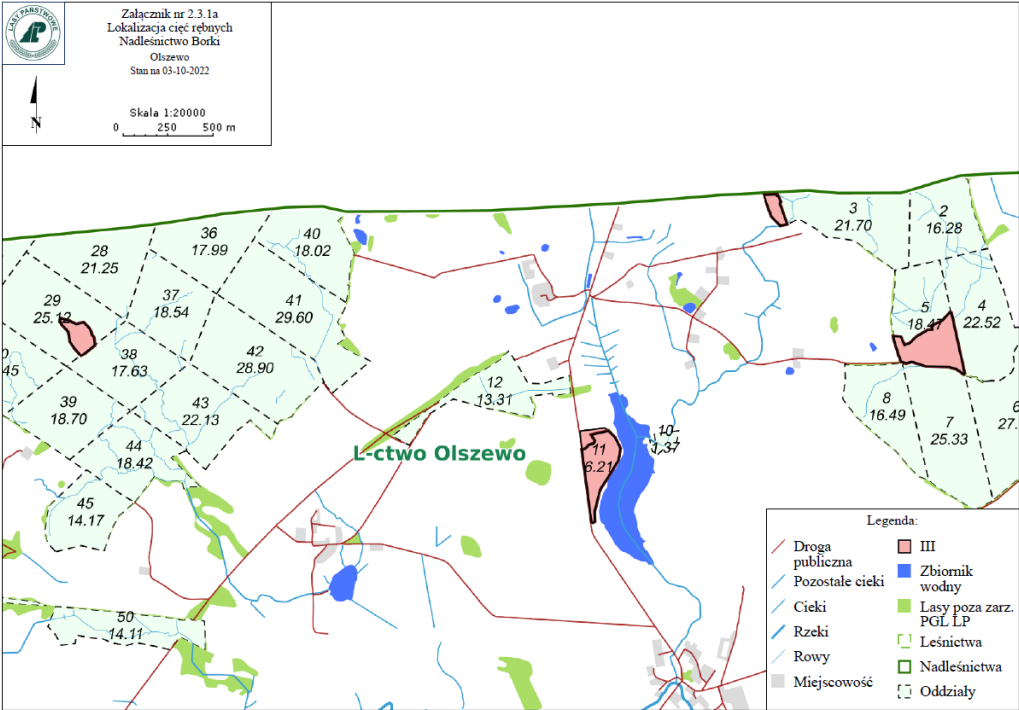 LASY PAŃSTWOWE
Załącznik nr 2.3.1a
Lokalizacja cięć rębnych
Nadleśnictwo Borki
Olszewo
Stan na 03-10-2022
N
Skala 1:20000
0 250 500 m
28
21.25
36
17.99
40
18.02
3
21.70
2
16.28
29
25.12
37
18.54
41
29.60
5
18.47
4
22.52
0
45
38
17.63
42
28.90
39
18.70
43
22.13
12
13.31
8
16.49
7
25.33
6
27.
44
18.42
L-ctwo Olszewo
11
6.21
10
1.37
45
14.17
50
14.11
Legenda:
Droga
publiczna
Pozostałe cieki
Cieki
Rzeki
Rowy
Miejscowość
III
Zbiornik
wodny
Lasy poza zarz.
PGL LP
Leśnictwa
Nadleśnictwa
Oddziały